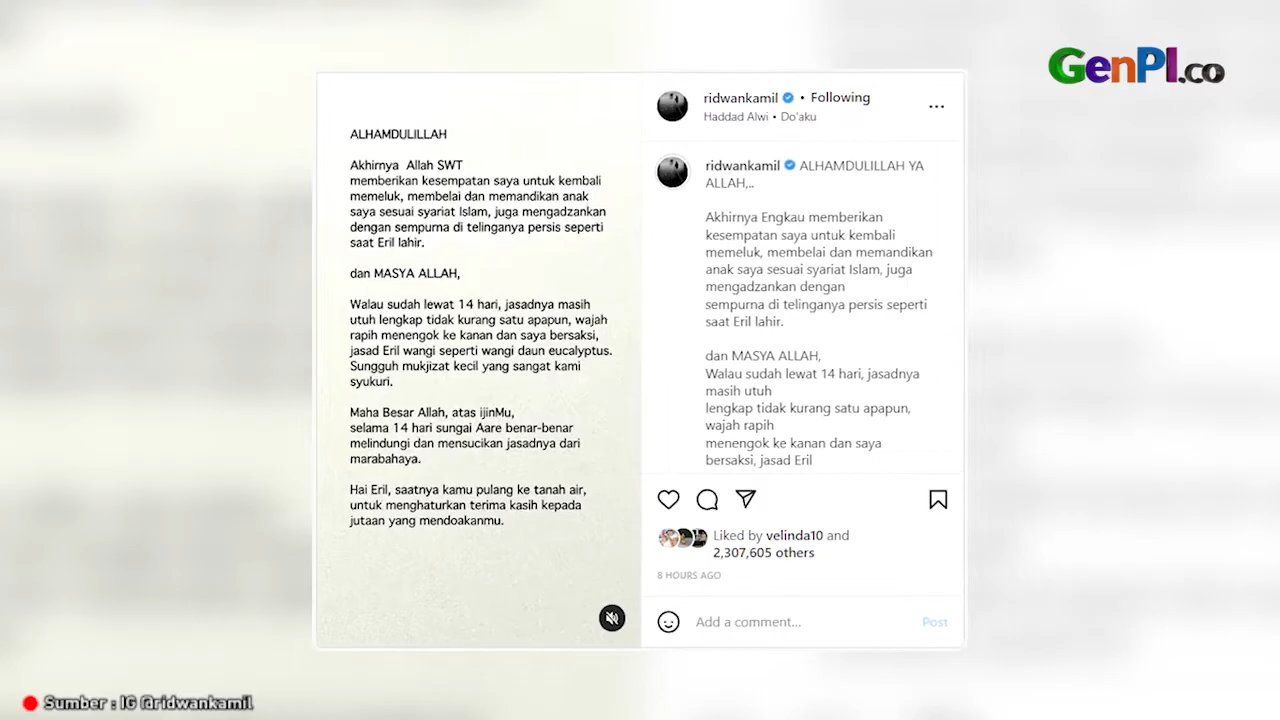 GenPI.co
ALHAMDULILLAH
Akhirnya Allah SWT
memberikan kesempatan saya untuk kembali
memeluk, membelai dan memandikan anak
saya sesuai syariat Islam, juga mengadzankan
dengan sempurna di telinganya persis seperti
saat Eril lahir.
dan MASYA ALLAH,
Walau sudah lewat 14 hari, jasadnya masih
utuh lengkap tidak kurang satu apapun, wajah
rapih menengok ke kanan dan saya bersaksi,
jasad Eril wangi seperti wangi daun eucalyptus.
Sungguh mukjizat kecil yang sangat kami
syukuri.
Maha Besar Allah, atas ijinMu,
selama 14 hari sungai Aare benar-benar
melindungi dan mensucikan jasadnya dari
marabahaya.
Hai Eril, saatnya kamu pulang ke tanah air,
untuk menghaturkan terima kasih kepada
jutaan yang mendoakanmu.
ridwankamil • Following
Haddad Alwi • Do'aku
ridwankamil ALHAMDULILLAH YA
ALLAH,..
Akhirnya Engkau memberikan
kesempatan saya untuk kembali
memeluk, membelai dan memandikan
anak saya sesuai syariat Islam, juga
mengadzankan dengan
sempurna di telinganya persis seperti
saat Eril lahir.
dan MASYA ALLAH,
Walau sudah lewat 14 hari, jasadnya
masih utuh
lengkap tidak kurang satu apapun,
wajah rapih
menengok ke kanan dan saya
bersaksi, jasad Eril
Liked by velinda10 and
2,307,605 others
8 HOURS AGO
Add a comment...
Post
Sumber : IG @ridwankamil